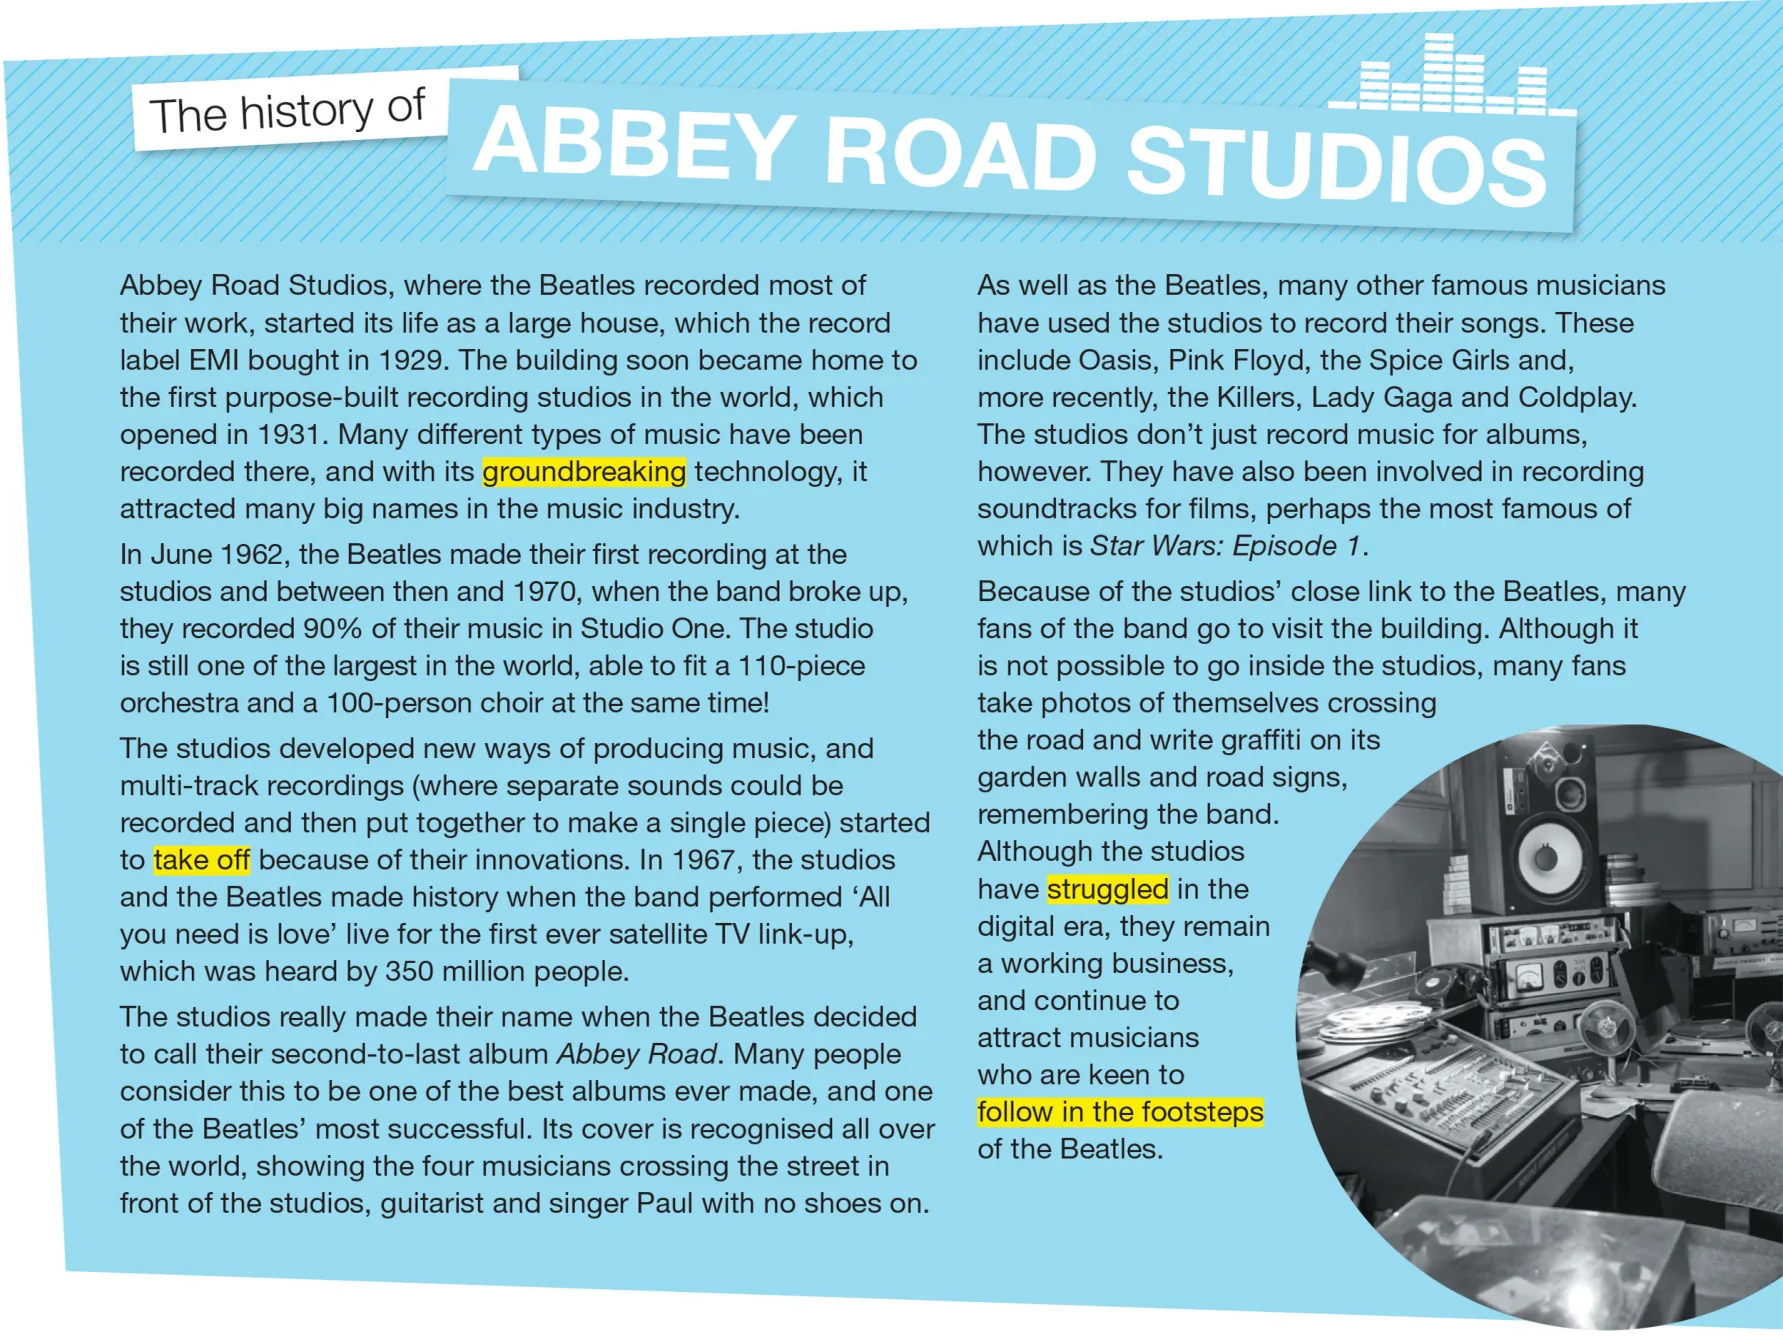 The history of
ABBEY ROAD STUDIOS
Abbey Road Studios, where the Beatles recorded most of
their work, started its life as a large house, which the record
label EMI bought in 1929. The building soon became home to
the first purpose-built recording studios in the world, which
opened in 1931. Many different types of music have been
recorded there, and with its groundbreaking technology, it
attracted many big names in the music industry.
In June 1962, the Beatles made their first recording at the
studios and between then and 1970, when the band broke up,
they recorded 90% of their music in Studio One. The studio
is still one of the largest in the world, able to fit a 110-piece
orchestra and a 100-person choir at the same time!
The studios developed new ways of producing music, and
multi-track recordings (where separate sounds could be
recorded and then put together to make a single piece) started
to take off because of their innovations. In 1967, the studios
and the Beatles made history when the band performed ‘All
you need is love’ live for the first ever satellite TV link-up,
which was heard by 350 million people.
The studios really made their name when the Beatles decided
to call their second-to-last album Abbey Road. Many people
consider this to be one of the best albums ever made, and one
of the Beatles’ most successful. Its cover is recognised all over
the world, showing the four musicians crossing the street in
front of the studios, guitarist and singer Paul with no shoes on.
As well as the Beatles, many other famous musicians
have used the studios to record their songs. These
include Oasis, Pink Floyd, the Spice Girls and,
more recently, the Killers, Lady Gaga and Coldplay.
The studios don’t just record music for albums,
however. They have also been involved in recording
soundtracks for films, perhaps the most famous of
which is Star Wars: Episode 1.
Because of the studios’ close link to the Beatles, many
fans of the band go to visit the building. Although it
is not possible to go inside the studios, many fans
take photos of themselves crossing
the road and write graffiti on its
garden walls and road signs,
remembering the band.
Although the studios
have struggled in the
digital era, they remain
a working business,
and continue to
attract musicians
who are keen to
follow in the footsteps
of the Beatles.